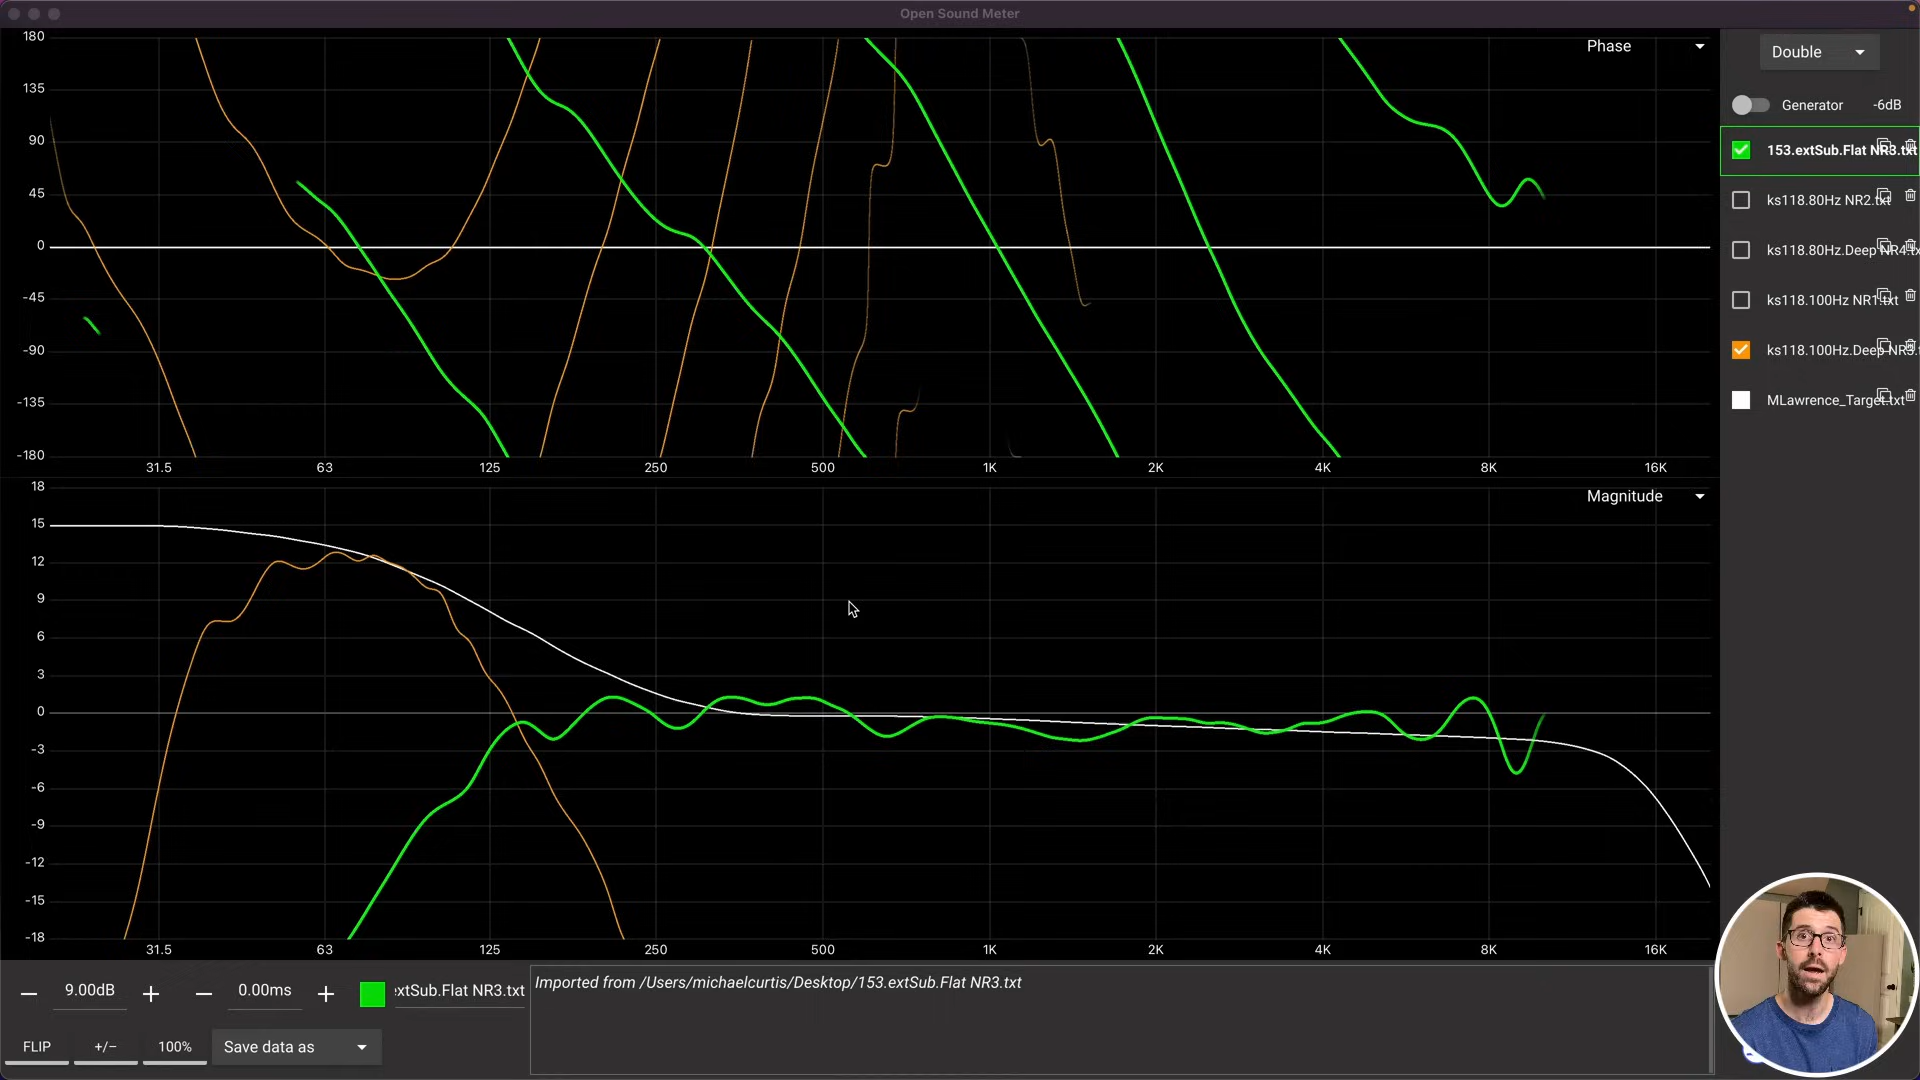 Open Sound Meter
180
Phase
135
90
45
0
-45
-90
-135
-180
31.5 63 125 250 500 1K 2K 4K 8K 16K
18
Magnitude
15
12
9
6
3
0
-3
-6
-9
-12
-15
-18
31.5 63 125 250 500 1K 2K 4K 8K 16K
Double
Generator -6dB
153.extSub.Flat NR3.txt
ks118.80Hz NR2.txt
ks118.80Hz.Deep NR4.tx
ks118.100Hz NR1.txt
ks118.100Hz.Deep NR3.t
MLawrence_Target.txt
— 9.00dB + — 0.00ms + extSub.Flat NR3.txt
FLIP +/− 100% Save data as
Imported from /Users/michaelcurtis/Desktop/153.extSub.Flat NR3.txt